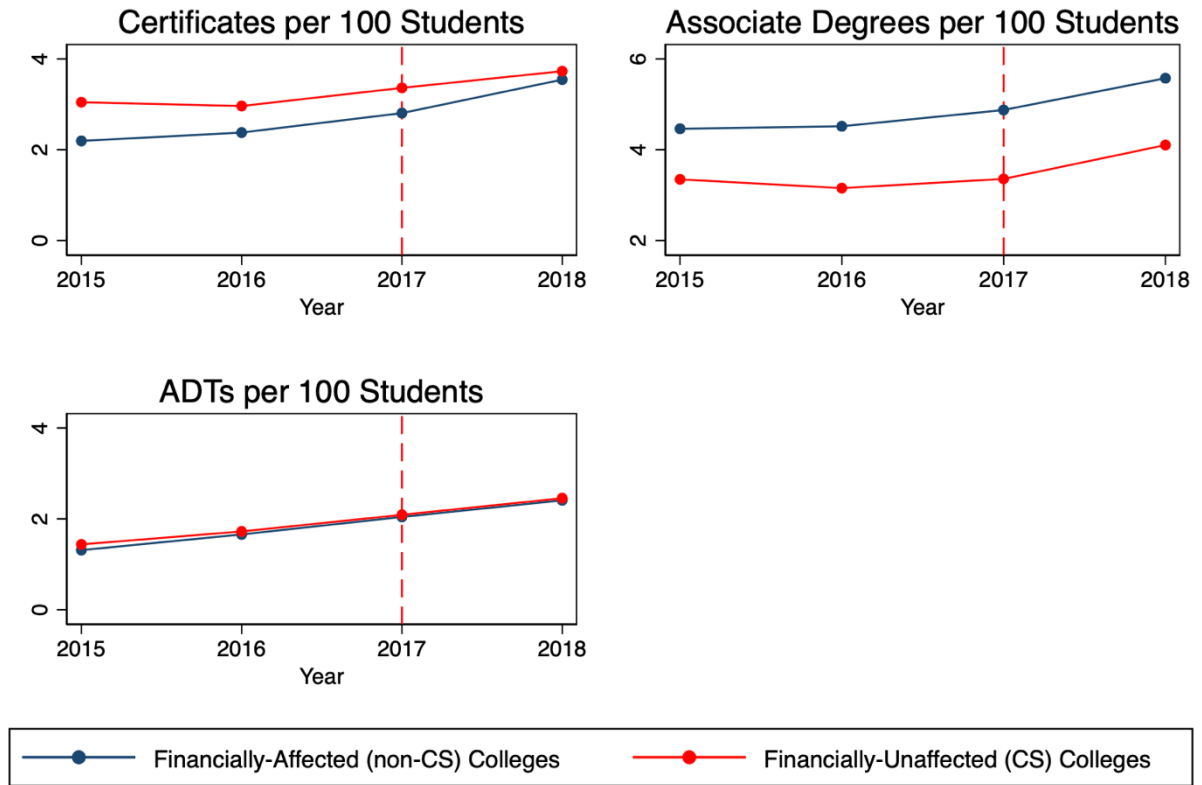 Certificates per 100 Students
4
2
0
2015 2016 2017 2018
Year
Associate Degrees per 100 Students
6
4
2
2015 2016 2017 2018
Year
ADTs per 100 Students
4
2
0
2015 2016 2017 2018
Year
Financially-Affected (non-CS) Colleges
Financially-Unaffected (CS) Colleges